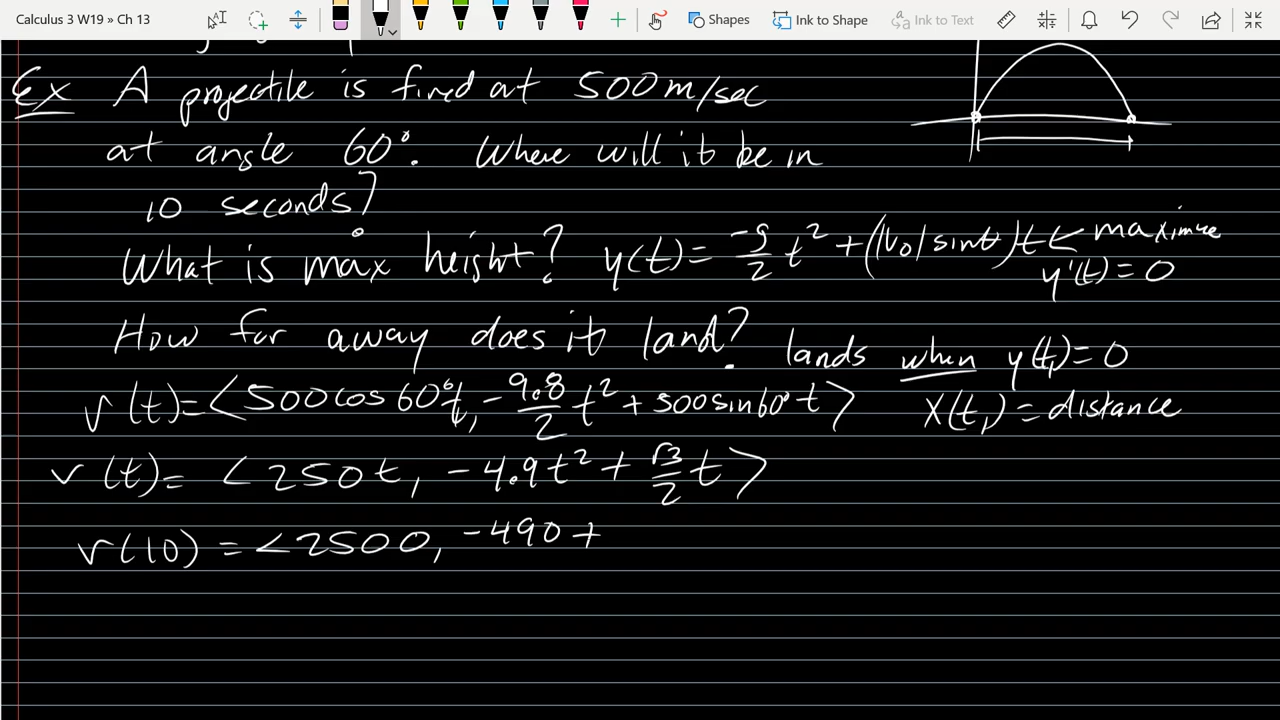 Calculus 3 W19 » Ch 13
Shapes Ink to Shape Ink to Text
Ex A projectile is fired at 500m/sec
at angle 60°. Where will it be in
10 seconds?
What is max height? y(t) = -g/2 t² + (|v₀| sin t) t ← maximize
y'(t) = 0
How far away does it land? lands when y(t₁) = 0
r(t) = <500cos60°t, -9.8/2 t² + 500sin60°t> x(t₁) = distance
r(t) = <250t, -4.9t² + √3/2 t>
r(10) = <2500, -490 +